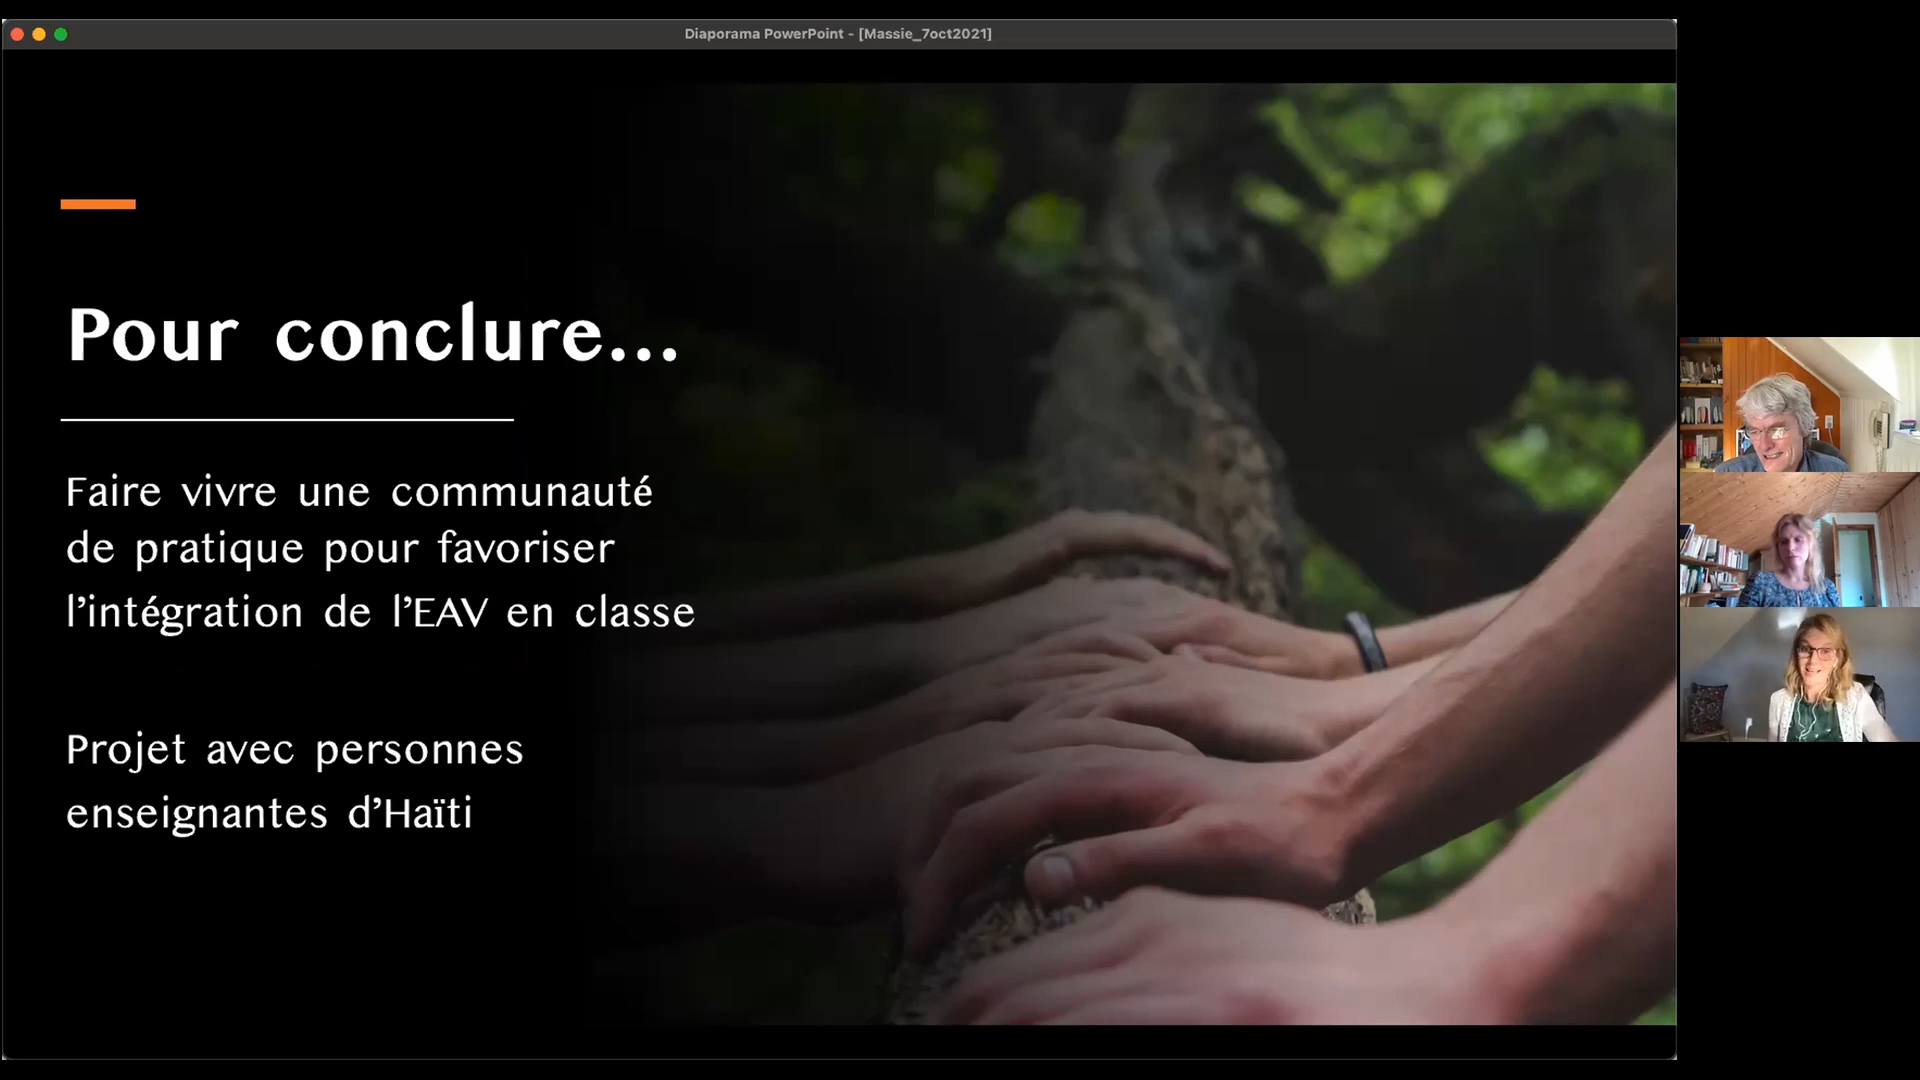 Diaporama PowerPoint - [Massie_7oct2021]
Pour conclure...
Faire vivre une communauté
de pratique pour favoriser
l'intégration de l'EAV en classe
Projet avec personnes
enseignantes d'Haïti